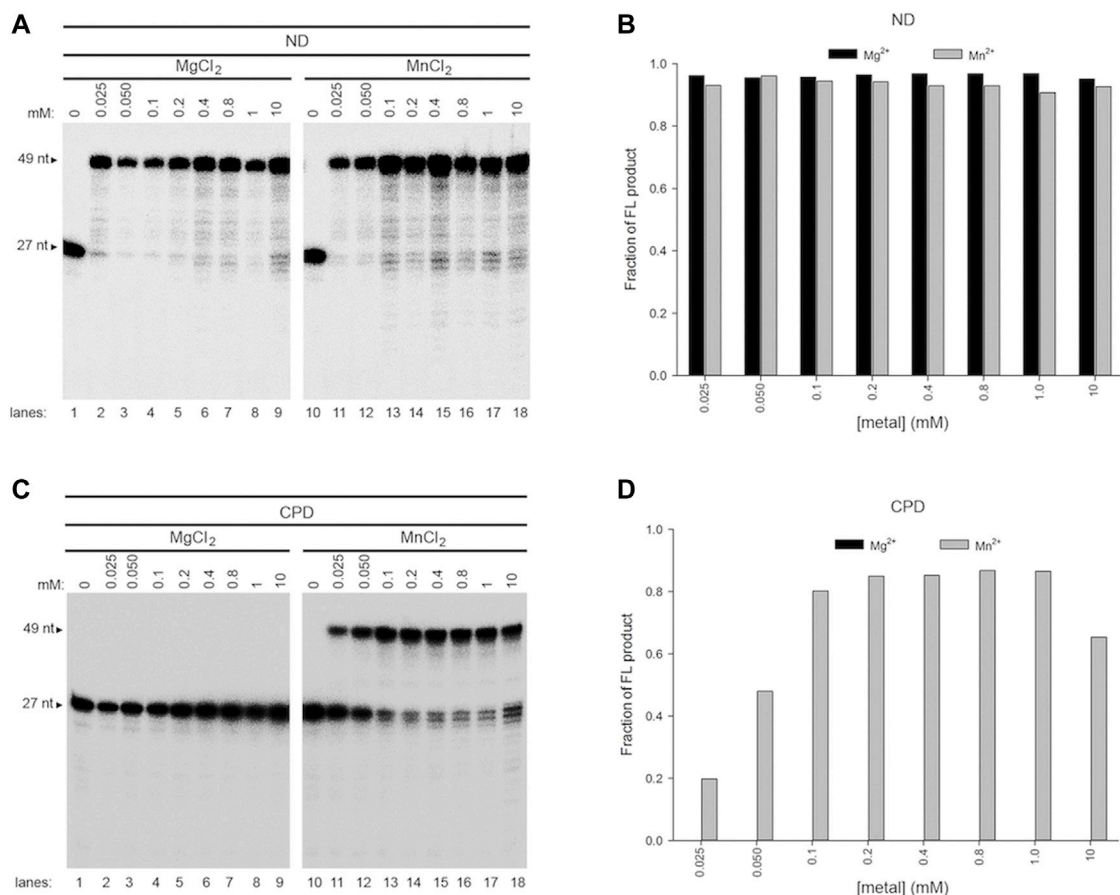 A
ND
MgCl2 MnCl2
mM: 0 0.025 0.050 0.1 0.2 0.4 0.8 1 10 0 0.025 0.050 0.1 0.2 0.4 0.8 1 10
49 nt
27 nt
lanes: 1 2 3 4 5 6 7 8 9 10 11 12 13 14 15 16 17 18
B
ND
Mg2+ Mn2+
Fraction of FL product
1.0
0.8
0.6
0.4
0.2
0.0
0.025 0.050 0.1 0.2 0.4 0.8 1.0 10
[metal] (mM)
C
CPD
MgCl2 MnCl2
mM: 0 0.025 0.050 0.1 0.2 0.4 0.8 1 10 0 0.025 0.050 0.1 0.2 0.4 0.8 1 10
49 nt
27 nt
lanes: 1 2 3 4 5 6 7 8 9 10 11 12 13 14 15 16 17 18
D
CPD
Mg2+ Mn2+
Fraction of FL product
1.0
0.8
0.6
0.4
0.2
0.0
0.025 0.050 0.1 0.2 0.4 0.8 1.0 10
[metal] (mM)